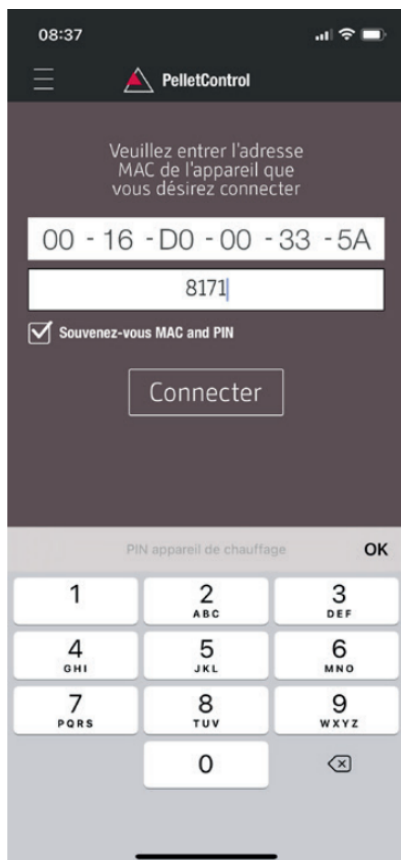 08:37
PelletControl
Veuillez entrer l'adresse
MAC de l'appareil que
vous désirez connecter
00 - 16 - D0 - 00 - 33 - 5A
8171
Souvenez-vous MAC and PIN
Connecter
PIN appareil de chauffage OK
1 2 3
ABC DEF
4 5 6
GHI JKL MNO
7 8 9
PQRS TUV WXYZ
0